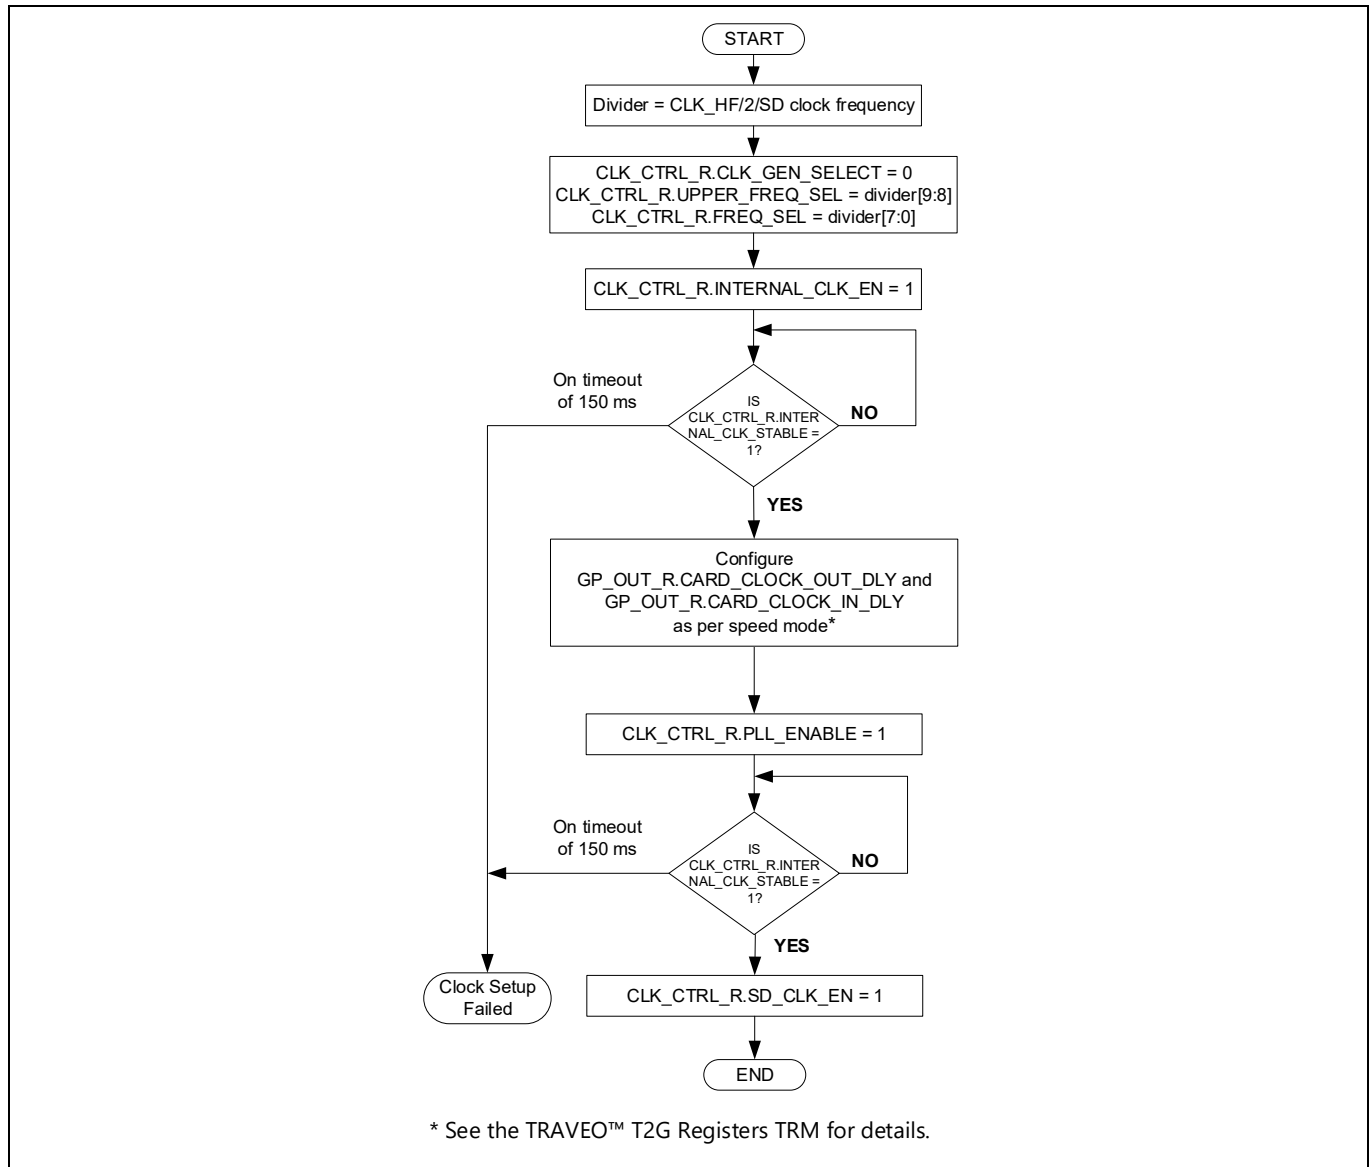 START
Divider = CLK_HF/2/SD clock frequency
CLK_CTRL_R.CLK_GEN_SELECT = 0
CLK_CTRL_R.UPPER_FREQ_SEL = divider[9:8]
CLK_CTRL_R.FREQ_SEL = divider[7:0]
CLK_CTRL_R.INTERNAL_CLK_EN = 1
On timeout
of 150 ms
IS
CLK_CTRL_R.INTER
NAL_CLK_STABLE =
1?
NO
YES
Configure
GP_OUT_R.CARD_CLOCK_OUT_DLY and
GP_OUT_R.CARD_CLOCK_IN_DLY
as per speed mode*
CLK_CTRL_R.PLL_ENABLE = 1
On timeout
of 150 ms
IS
CLK_CTRL_R.INTER
NAL_CLK_STABLE =
1?
NO
YES
Clock Setup
Failed
CLK_CTRL_R.SD_CLK_EN = 1
END
* See the TRAVEO™ T2G Registers TRM for details.